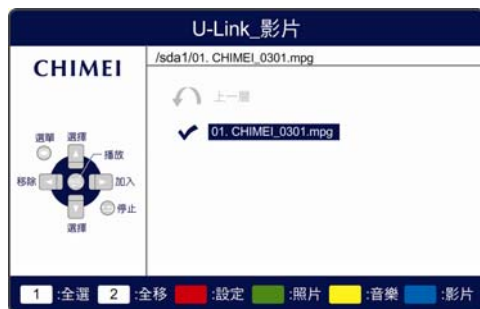 U-Link_影片
CHIMEI
/sda1/01. CHIMEI_0301.mpg
上一層
01. CHIMEI_0301.mpg
選單 選擇
播放
移除 加入
停止
選擇
1 :全選 2 :全移 :設定 :照片 :音樂 :影片